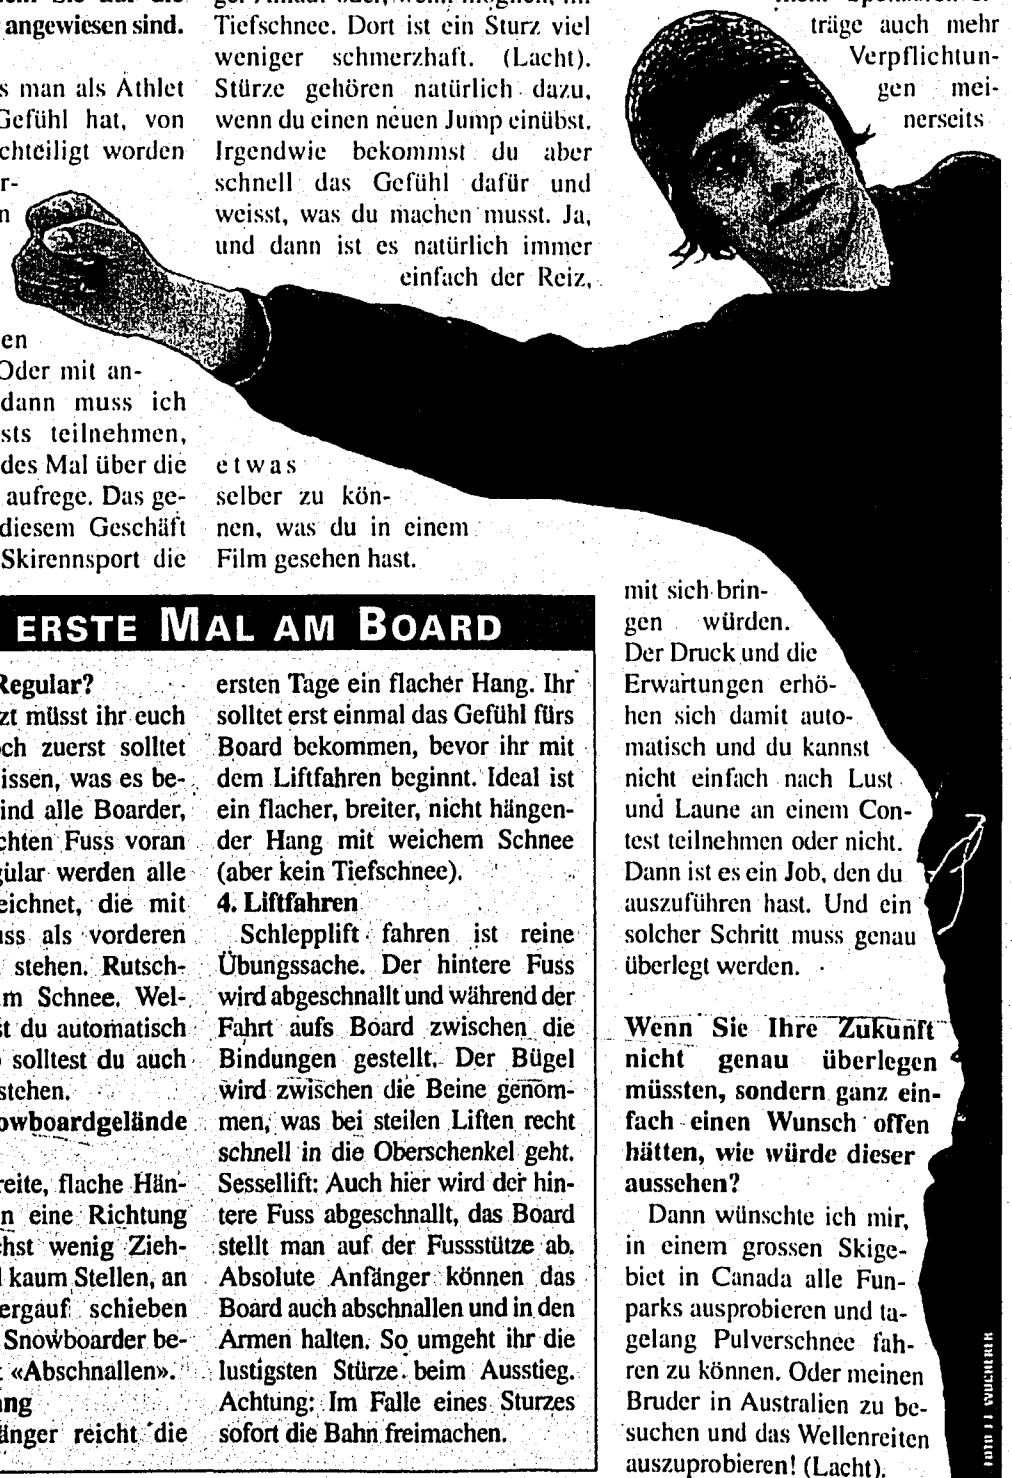 angewiesen sind.
man als Athlet
Gefühl hat, von
worden
Oder mit an-
dann muss ich
teilnehmen,
Mal über die
aufrege. Das ge-
diesem Geschäft
Skirennsport die
Tiefschnee. Dort ist ein Sturz viel
weniger schmerzhaft. (Lacht).
Stürze gehören natürlich dazu,
wenn du einen neuen Jump einübst.
Irgendwie bekommst du aber
schnell das Gefühl dafür und
weisst, was du machen musst. Ja,
und dann ist es natürlich immer
einfach der Reiz,
etwas
selber zu kön-
nen, was du in einem
Film gesehen hast.
träge auch mehr
Verpflichtun-
gen mei-
nerseits
mit sich brin-
gen würden.
Der Druck und die
Erwartungen erhö-
hen sich damit auto-
matisch und du kannst
nicht einfach nach Lust
und Laune an einem Con-
test teilnehmen oder nicht.
Dann ist es ein Job, den du
auszuführen hast. Und ein
solcher Schritt muss genau
überlegt werden.
Wenn Sie Ihre Zukunft
nicht genau überlegen
müssten, sondern ganz ein-
fach einen Wunsch offen
hätten, wie würde dieser
aussehen?
Dann wünschte ich mir,
in einem grossen Skige-
biet in Canada alle Fun-
parks ausprobieren und ta-
gelang Pulverschnee fah-
ren zu können. Oder meinen
Bruder in Australien zu be-
suchen und das Wellenreiten
auszuprobieren! (Lacht).
ERSTE MAL AM BOARD
Regular?
müsst ihr euch
zuerst solltet
was es be-
alle Boarder,
Fuss voran
werden alle
die mit
als vorderen
stehen. Rutsch-
Schnee. Wel-
du automatisch
solltest du auch
stehen.
flache Hän-
eine Richtung
wenig Zieh-
kaum Stellen, an
schieben
Snowboarder be-
«Abschnallen».
reicht die
ersten Tage ein flacher Hang. Ihr
solltet erst einmal das Gefühl fürs
Board bekommen, bevor ihr mit
dem Liftfahren beginnt. Ideal ist
ein flacher, breiter, nicht hängen-
der Hang mit weichem Schnee
(aber kein Tiefschnee).
4. Liftfahren
Schlepplift fahren ist reine
Übungssache. Der hintere Fuss
wird abgeschnallt und während der
Fahrt aufs Board zwischen die
Bindungen gestellt. Der Bügel
wird zwischen die Beine genom-
men, was bei steilen Liften recht
schnell in die Oberschenkel geht.
Sessellift: Auch hier wird der hin-
tere Fuss abgeschnallt, das Board
stellt man auf der Fussstütze ab.
Absolute Anfänger können das
Board auch abschnallen und in den
Armen halten. So umgeht ihr die
lustigsten Stürze beim Ausstieg.
Achtung: Im Falle eines Sturzes
sofort die Bahn freimachen.